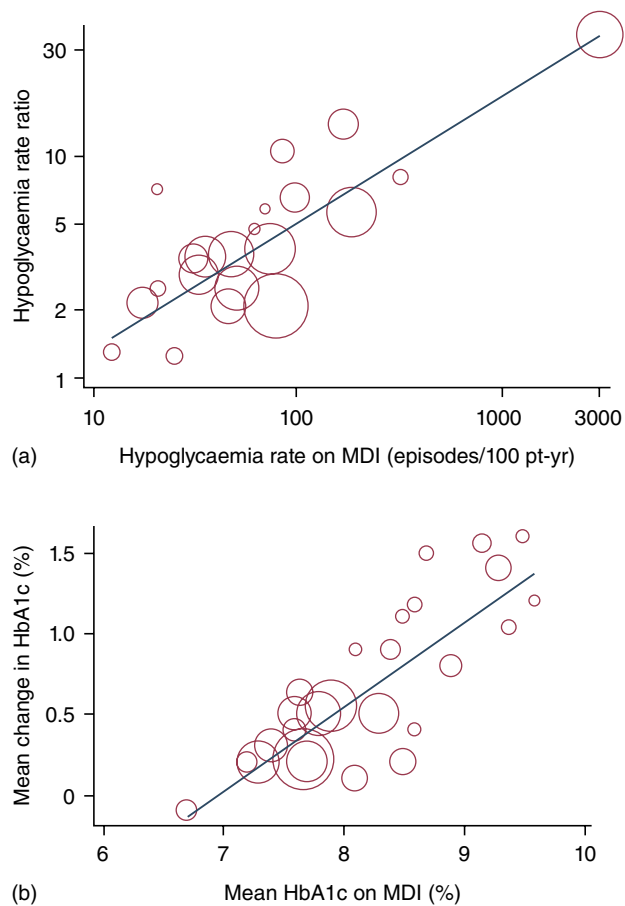 30
10
5
2
1
Hypoglycaemia rate ratio
10 100 1000 3000
(a) Hypoglycaemia rate on MDI (episodes/100 pt-yr)
1.5
1.0
0.5
0
Mean change in HbA1c (%)
6 7 8 9 10
(b) Mean HbA1c on MDI (%)